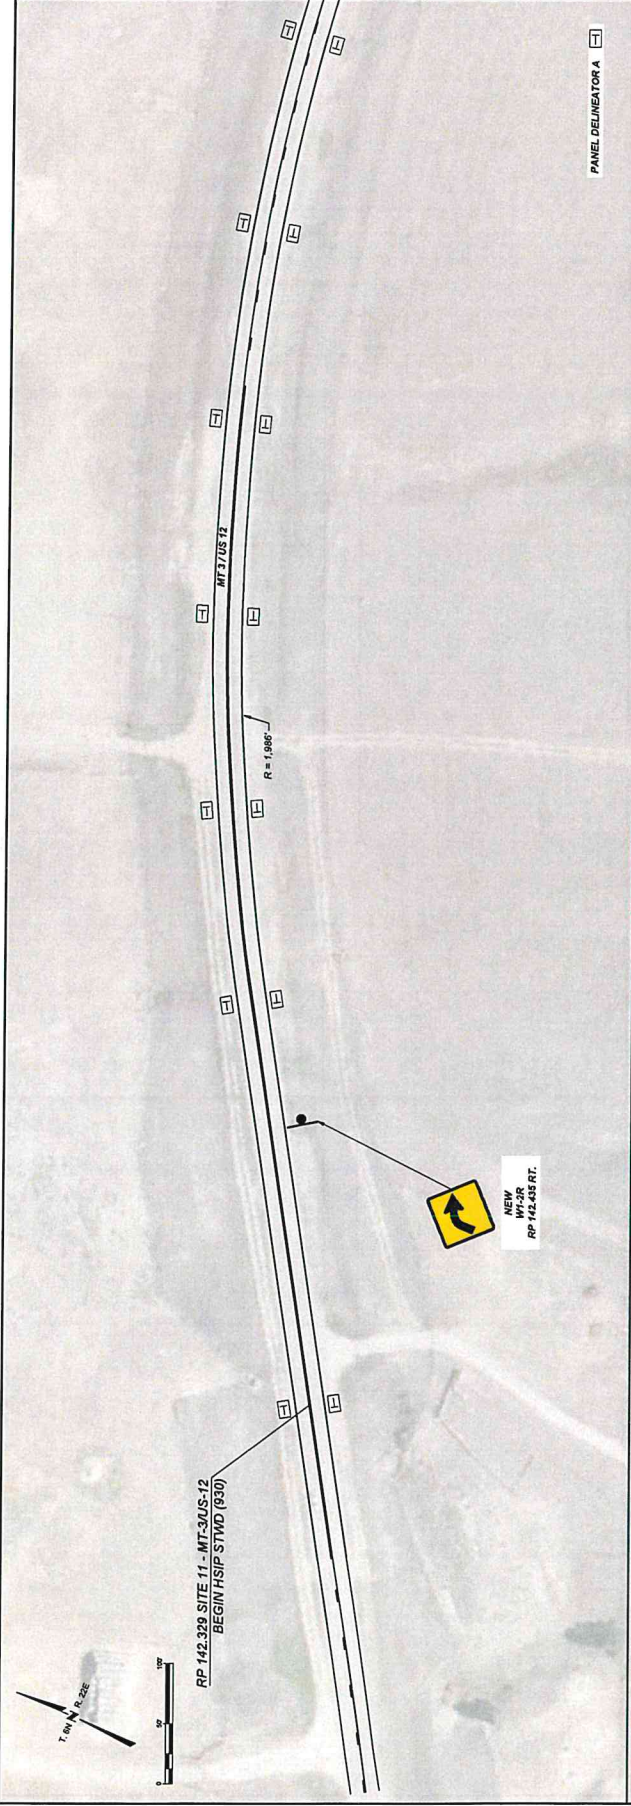 T. 6N
R. 22E
0 50' 100'
RP 142.329 SITE 11 - MT-3/US-12
BEGIN HSIP STWD (930)
NEW
W1-2R
RP 142.435 RT.
R = 1,986'
MT 3 / US 12
PANEL DELINEATOR A